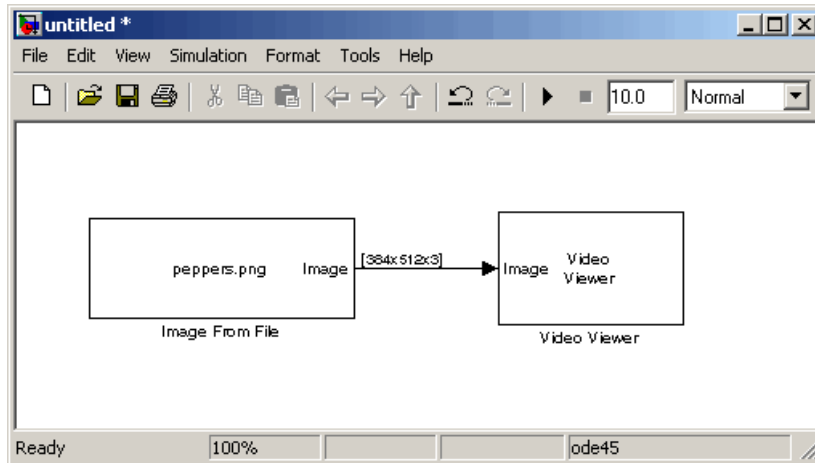 untitled *
File Edit View Simulation Format Tools Help
10.0 Normal
[384x512x3]
peppers.png Image
Image Video
Viewer
Image From File
Video Viewer
Ready 100% ode45